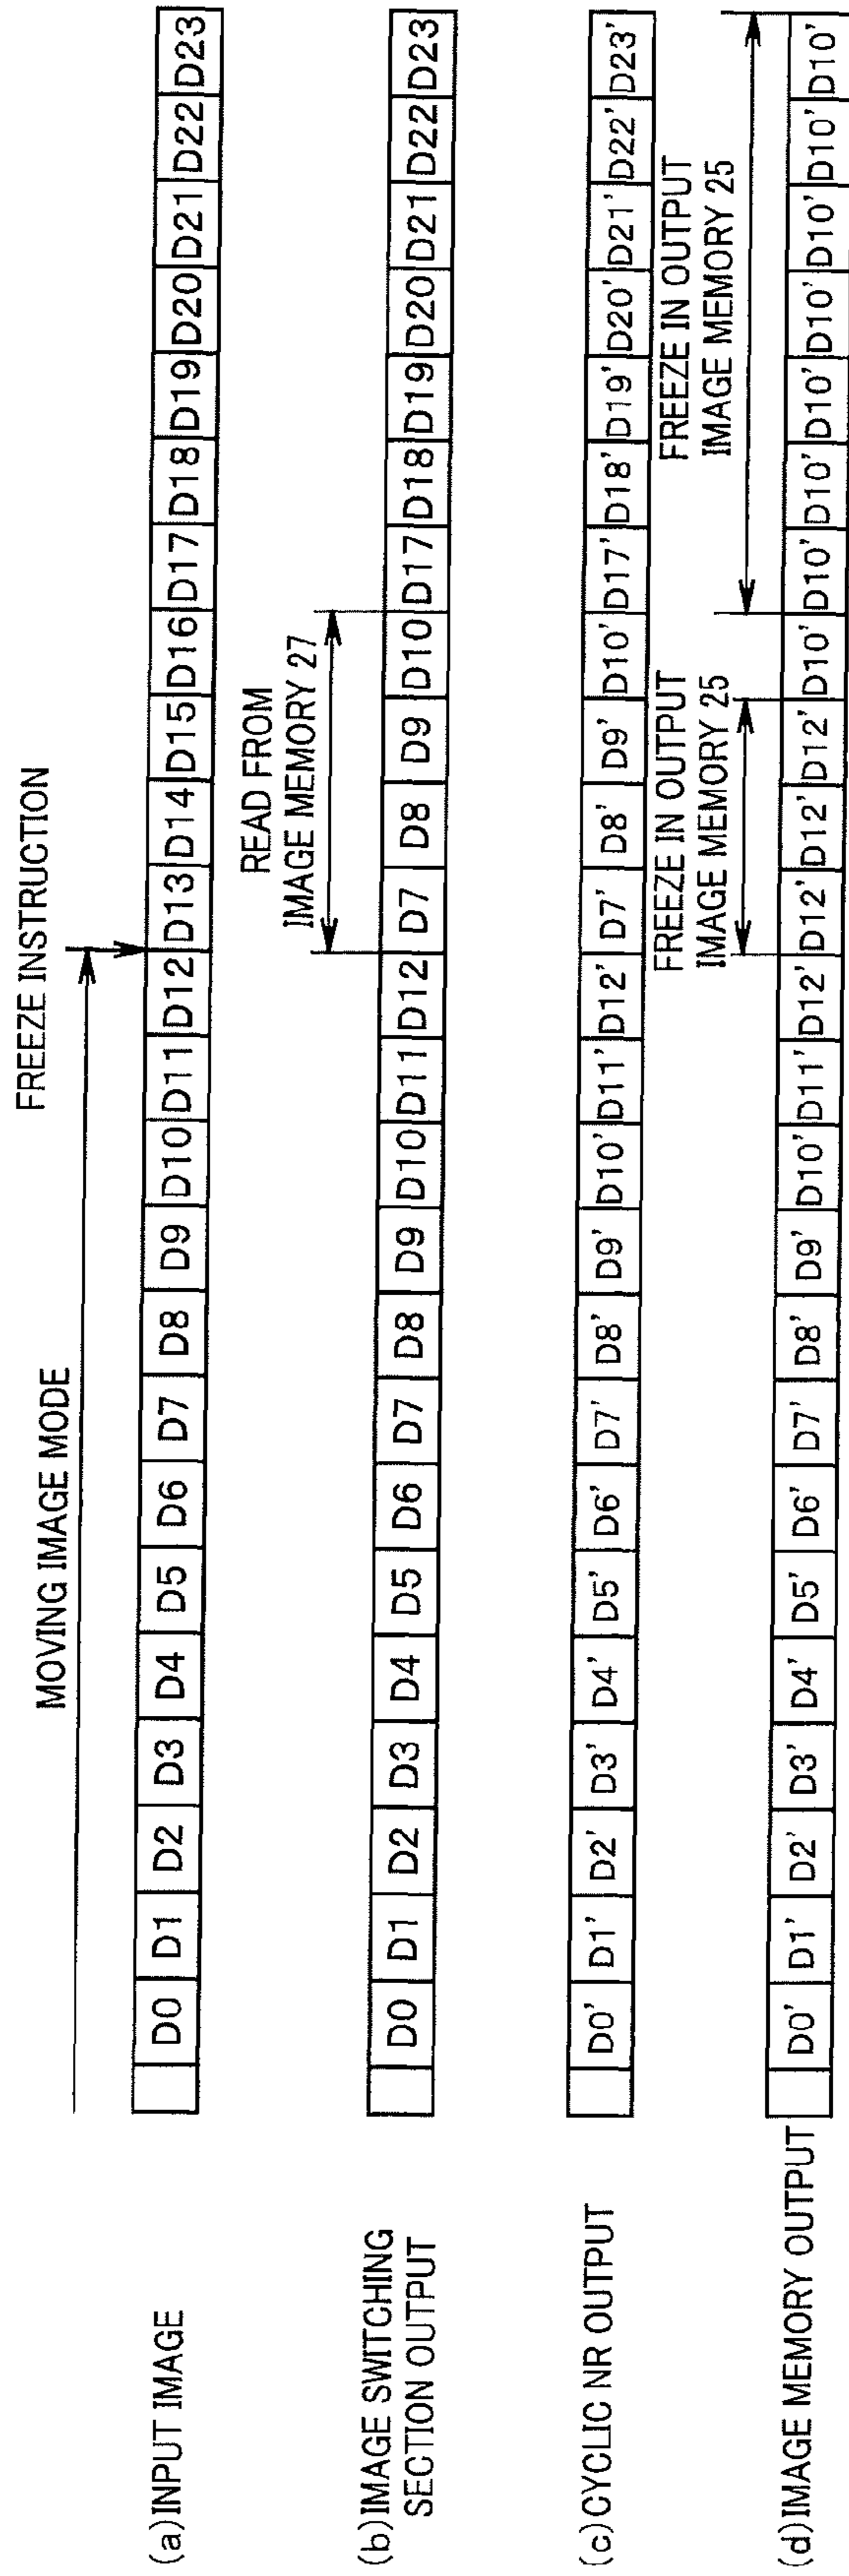 FREEZE INSTRUCTION
MOVING IMAGE MODE
(a)INPUT IMAGE
D0 D1 D2 D3 D4 D5 D6 D7 D8 D9 D10 D11 D12 D13 D14 D15 D16 D17 D18 D19 D20 D21 D22 D23
READ FROM
IMAGE MEMORY 27
(b)IMAGE SWITCHING
SECTION OUTPUT
D0 D1 D2 D3 D4 D5 D6 D7 D8 D9 D10 D11 D12 D7 D8 D9 D10 D17 D18 D19 D20 D21 D22 D23
(c)CYCLIC NR OUTPUT
D0' D1' D2' D3' D4' D5' D6' D7' D8' D9' D10' D11' D12' D7' D8' D9' D10' D17' D18' D19' D20' D21' D22' D23'
FREEZE IN OUTPUT
IMAGE MEMORY 25
FREEZE IN OUTPUT
IMAGE MEMORY 25
(d)IMAGE MEMORY OUTPUT
D0' D1' D2' D3' D4' D5' D6' D7' D8' D9' D10' D11' D12' D12' D12' D12' D10' D10' D10' D10' D10' D10' D10' D10'